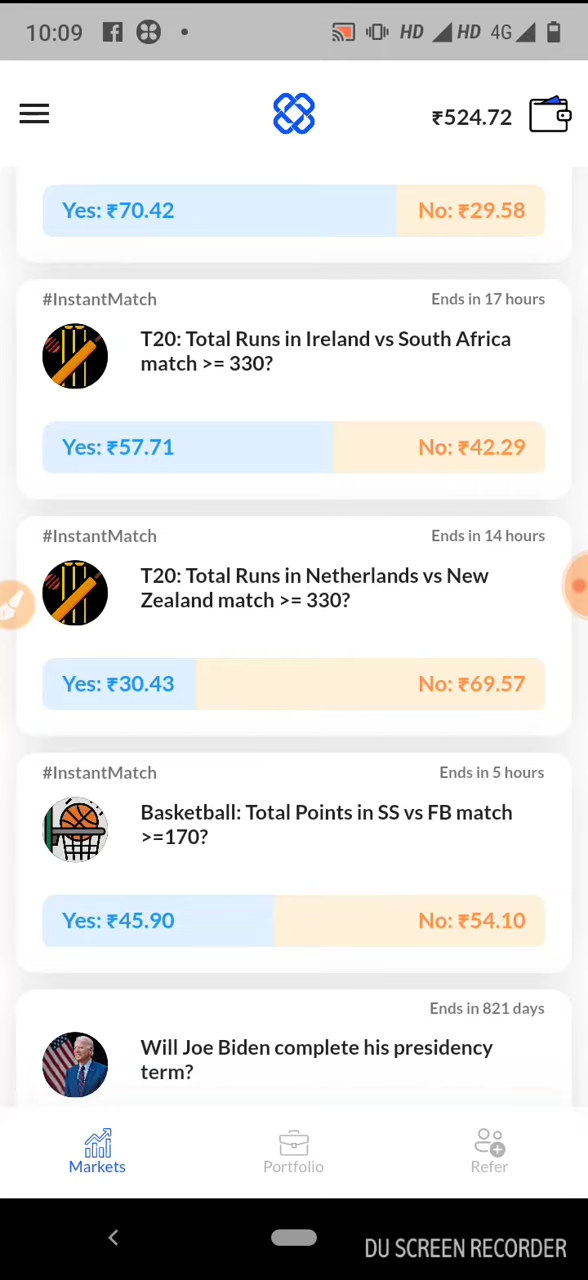 10:09
HD HD 4G
₹524.72
Yes: ₹70.42 No: ₹29.58
#InstantMatch Ends in 17 hours
T20: Total Runs in Ireland vs South Africa
match >= 330?
Yes: ₹57.71 No: ₹42.29
#InstantMatch Ends in 14 hours
T20: Total Runs in Netherlands vs New
Zealand match >= 330?
Yes: ₹30.43 No: ₹69.57
#InstantMatch Ends in 5 hours
Basketball: Total Points in SS vs FB match
>=170?
Yes: ₹45.90 No: ₹54.10
Ends in 821 days
Will Joe Biden complete his presidency
term?
Markets Portfolio Refer
DU SCREEN RECORDER